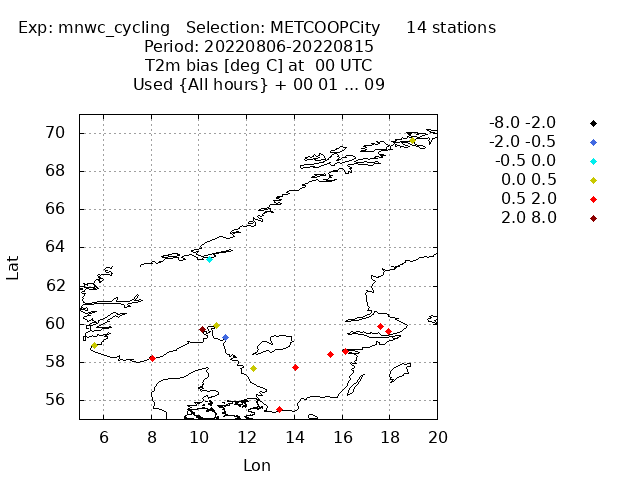 Exp: mnwc_cycling   Selection: METCOOPCity     14 stations
Period: 20220806-20220815
T2m bias [deg C] at  00 UTC
Used {All hours} + 00 01 ... 09
-8.0 -2.0
-2.0 -0.5
-0.5 0.0
0.0 0.5
0.5 2.0
2.0 8.0
70
68
66
64
62
60
58
56
Lat
6 8 10 12 14 16 18 20
Lon